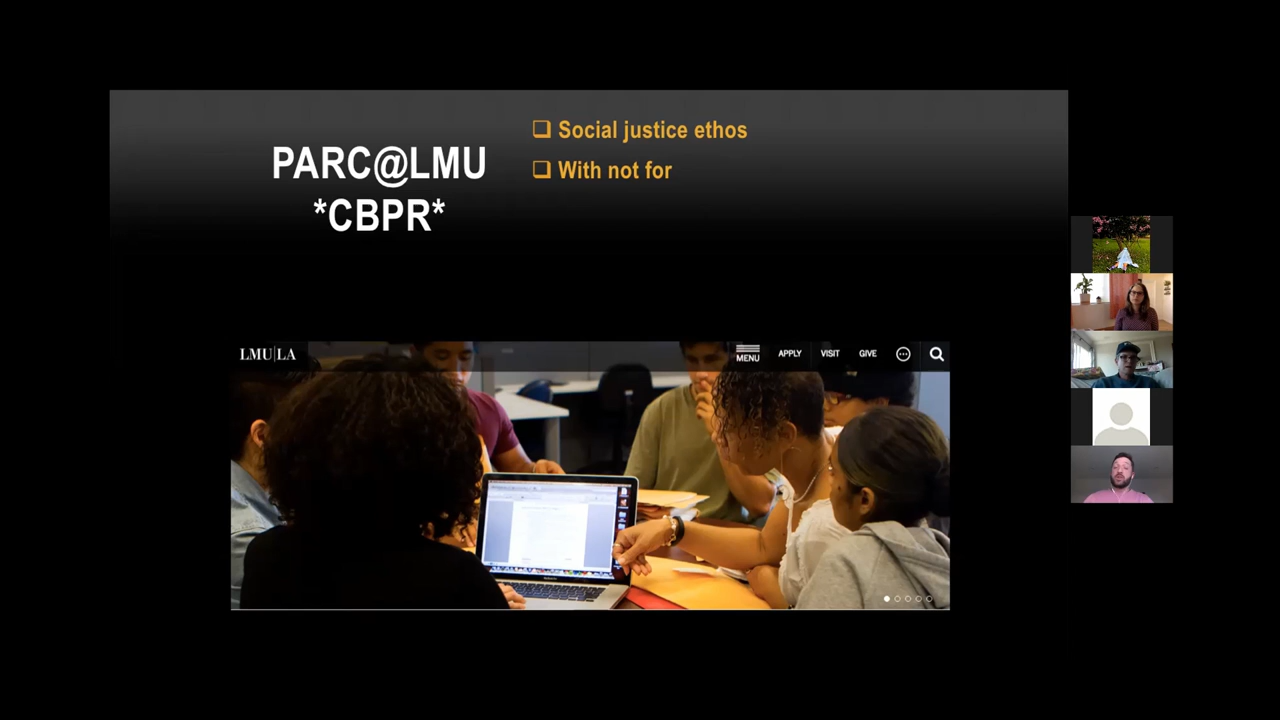 PARC@LMU
*CBPR*
❑ Social justice ethos
❑ With not for
LMU|LA
MENU
APPLY
VISIT
GIVE